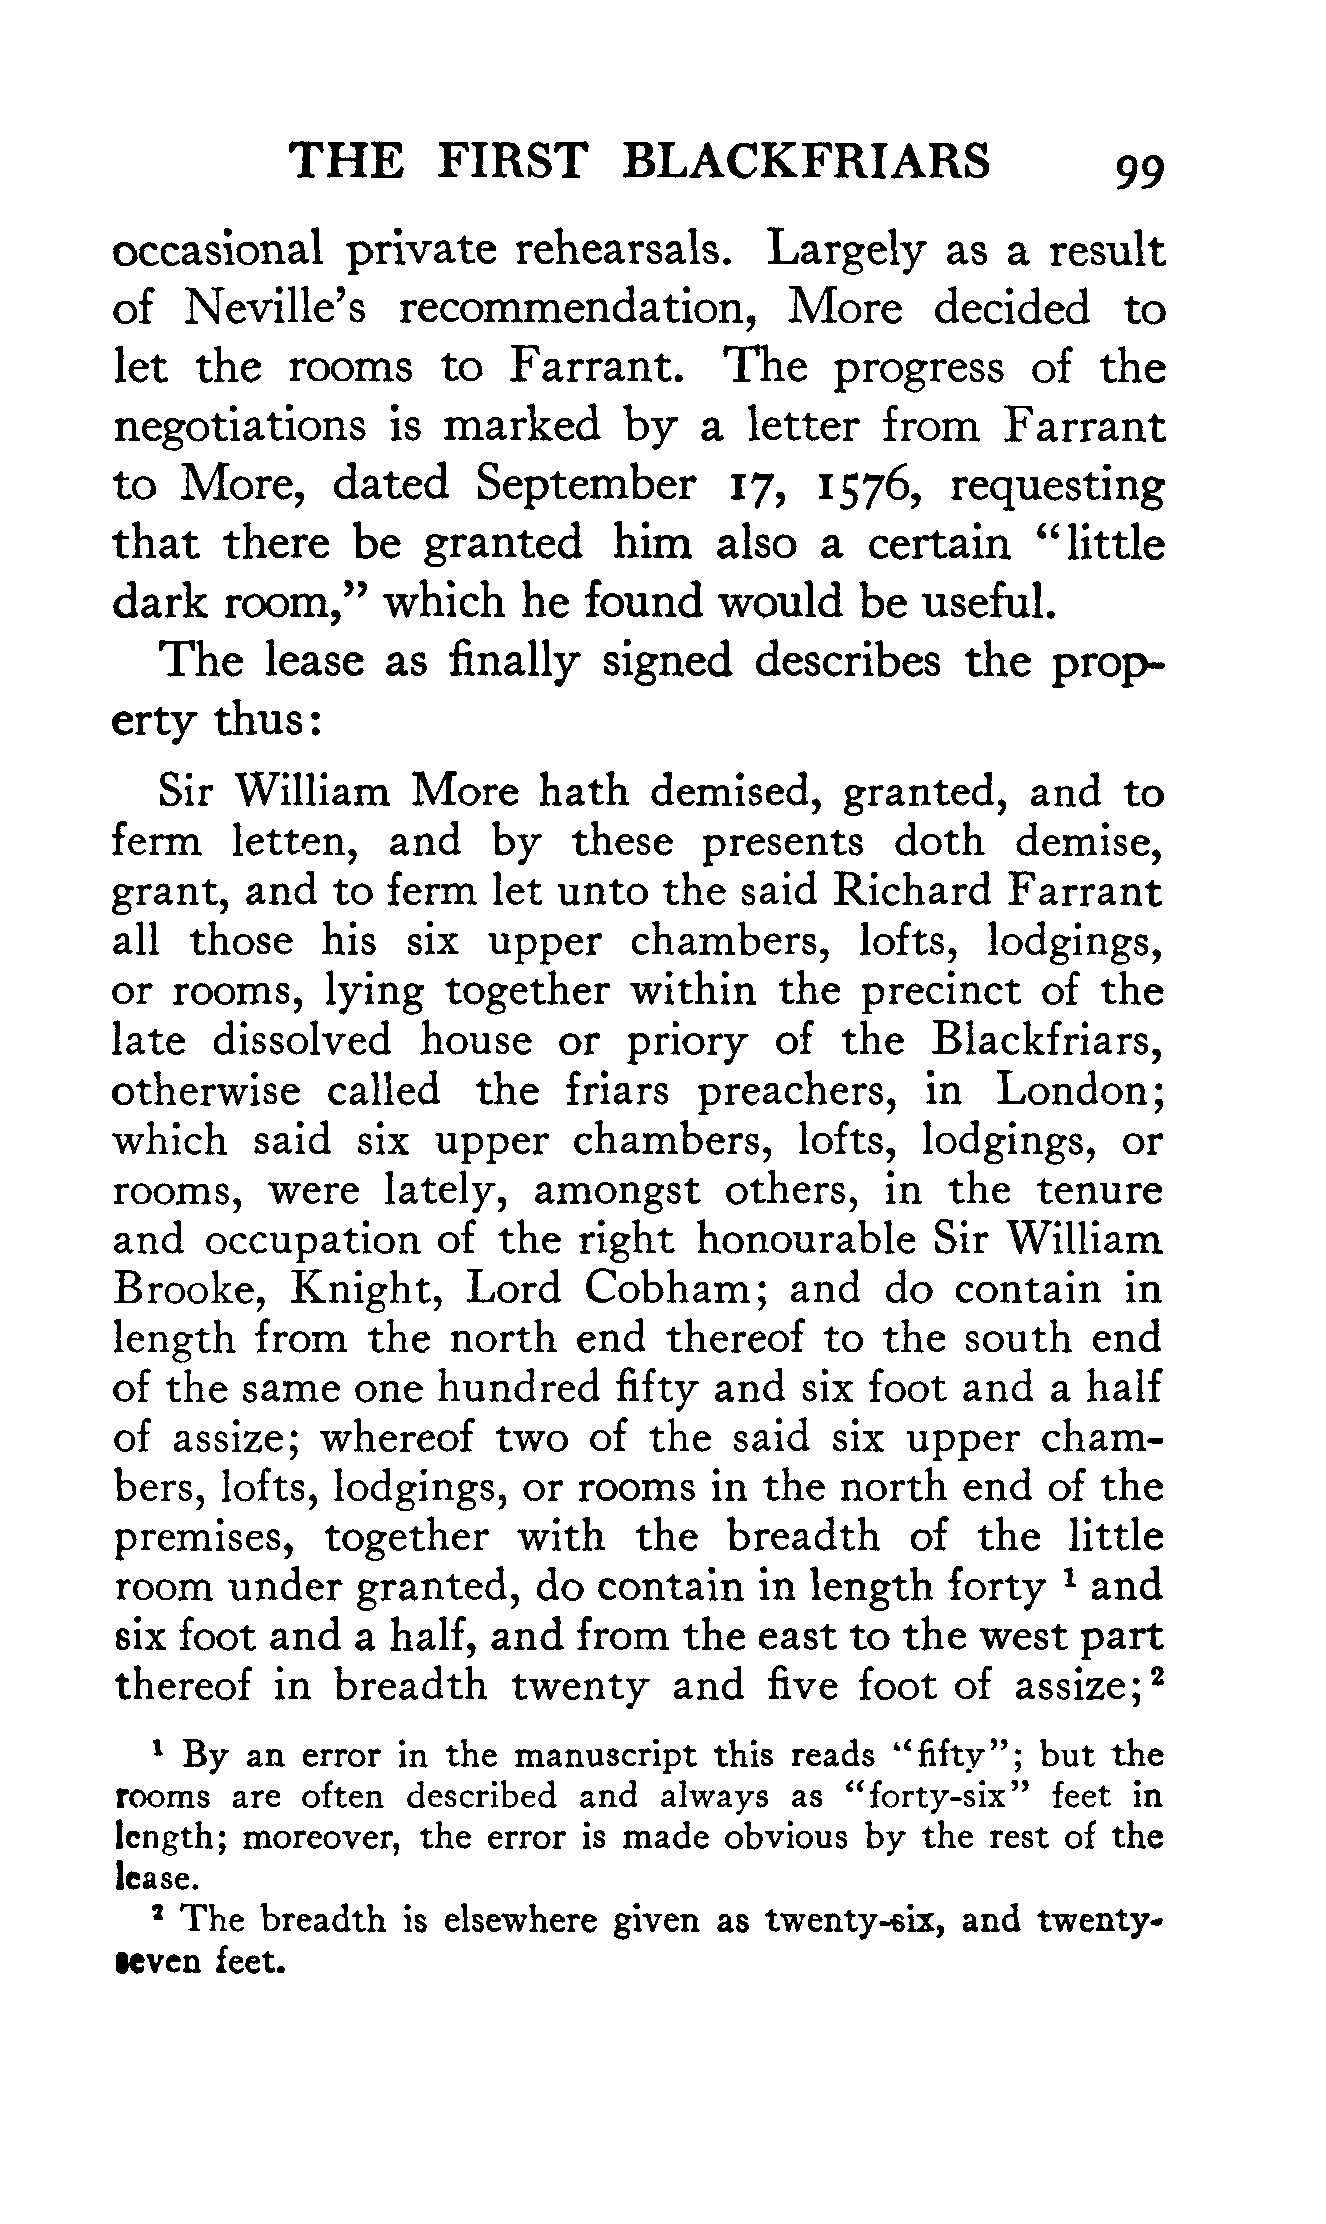 THE FIRST BLACKFRIARS 99
occasional private rehearsals. Largely as a result
of Neville's recommendation, More decided to
let the rooms to Farrant. The progress of the
negotiations is marked by a letter from Farrant
to More, dated September 17, 1576, requesting
that there be granted him also a certain "little
dark room," which he found would be useful.
The lease as finally signed describes the prop-
erty thus:
Sir William More hath demised, granted, and to
ferm letten, and by these presents doth demise,
grant, and to ferm let unto the said Richard Farrant
all those his six upper chambers, lofts, lodgings,
or rooms, lying together within the precinct of the
late dissolved house or priory of the Blackfriars,
otherwise called the friars preachers, in London;
which said six upper chambers, lofts, lodgings, or
rooms, were lately, amongst others, in the tenure
and occupation of the right honourable Sir William
Brooke, Knight, Lord Cobham; and do contain in
length from the north end thereof to the south end
of the same one hundred fifty and six foot and a half
of assize; whereof two of the said six upper cham-
bers, lofts, lodgings, or rooms in the north end of the
premises, together with the breadth of the little
room under granted, do contain in length forty ¹ and
six foot and a half, and from the east to the west part
thereof in breadth twenty and five foot of assize; ²
¹ By an error in the manuscript this reads "fifty"; but the
rooms are often described and always as "forty-six" feet in
length; moreover, the error is made obvious by the rest of the
lease.
² The breadth is elsewhere given as twenty-six, and twenty-
seven feet.